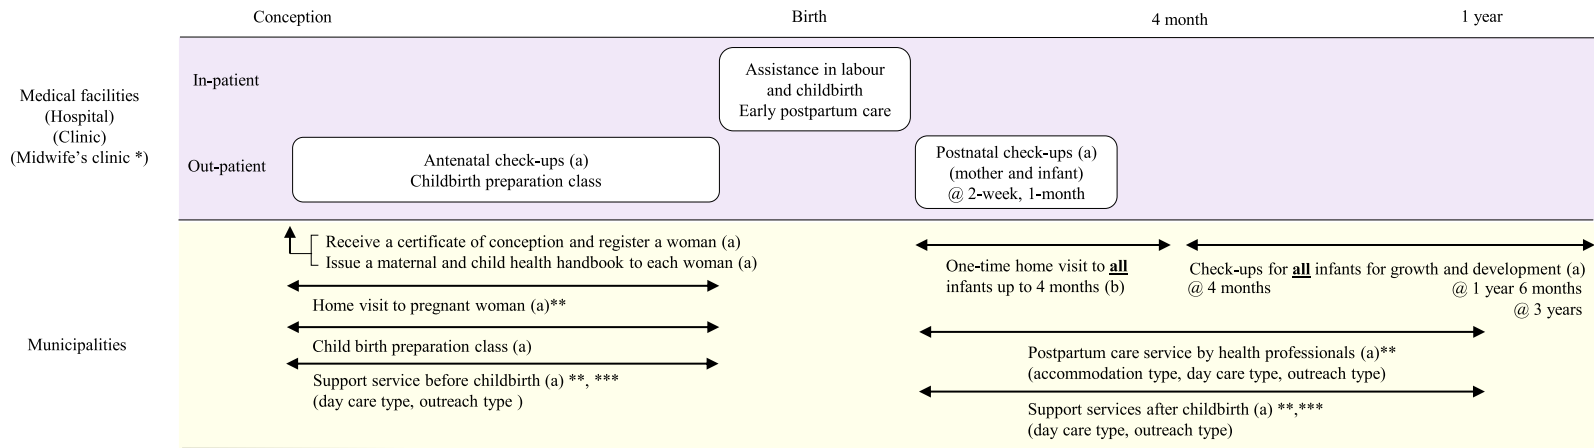 Conception
Birth
4 month
1 year
Medical facilities
(Hospital)
(Clinic)
(Midwife's clinic *)
In-patient
Assistance in labour
and childbirth
Early postpartum care
Out-patient
Antenatal check-ups (a)
Childbirth preparation class
Postnatal check-ups (a)
(mother and infant)
@ 2-week, 1-month
Municipalities
Receive a certificate of conception and register a woman (a)
Issue a maternal and child health handbook to each woman (a)
Home visit to pregnant woman (a)**
Child birth preparation class (a)
Support service before childbirth (a) **, ***
(day care type, outreach type )
One-time home visit to all
infants up to 4 months (b)
Check-ups for all infants for growth and development (a)
@ 4 months
@ 1 year 6 months
@ 3 years
Postpartum care service by health professionals (a)**
(accommodation type, day care type, outreach type)
Support services after childbirth (a) **,***
(day care type, outreach type)